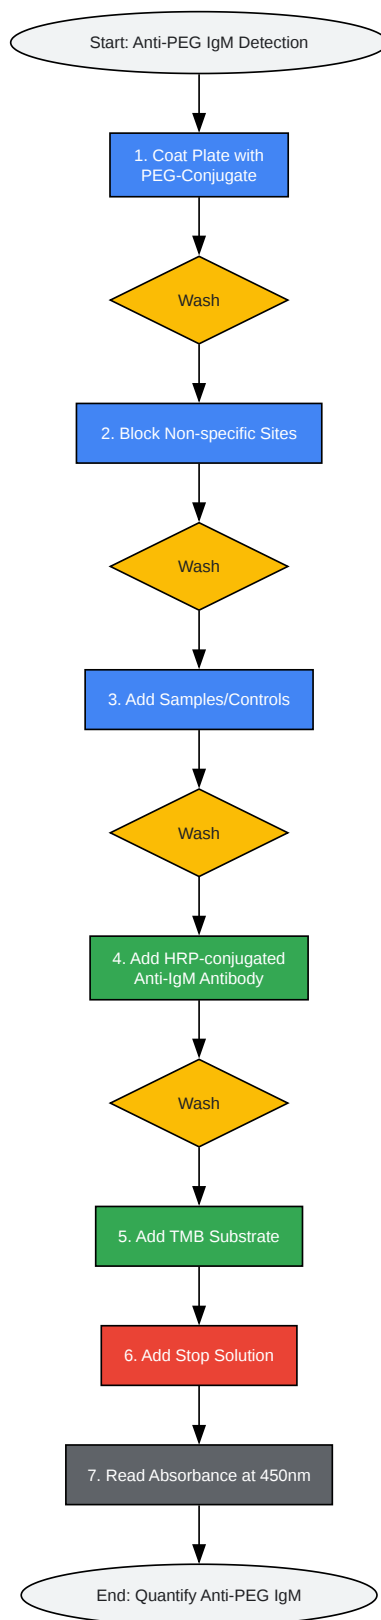 Start: Anti-PEG IgM Detection
1. Coat Plate with
PEG-Conjugate
Wash
2. Block Non-specific Sites
Wash
3. Add Samples/Controls
Wash
4. Add HRP-conjugated
Anti-IgM Antibody
Wash
5. Add TMB Substrate
6. Add Stop Solution
7. Read Absorbance at 450nm
End: Quantify Anti-PEG IgM